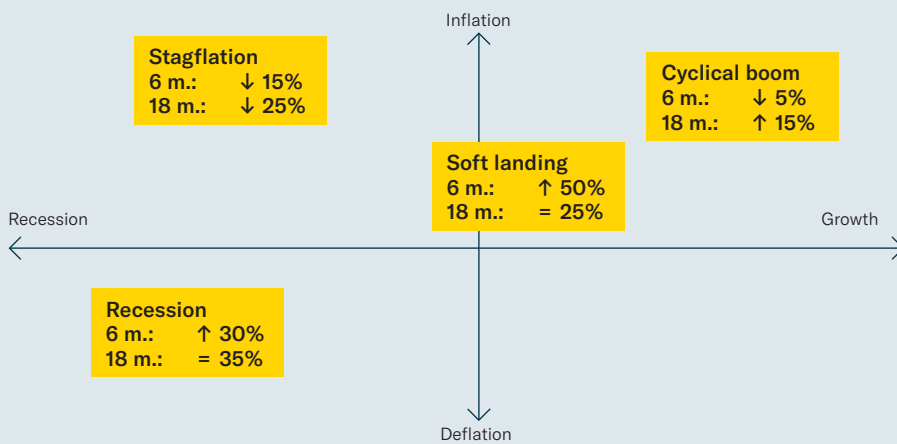 Inflation
Stagflation
6 m.: ↓ 15%
18 m.: ↓ 25%
Cyclical boom
6 m.: ↓ 5%
18 m.: ↑ 15%
Soft landing
6 m.: ↑ 50%
18 m.: = 25%
Recession
Growth
Recession
6 m.: ↑ 30%
18 m.: = 35%
Deflation